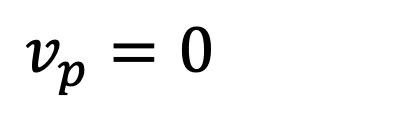 $v_p = 0$